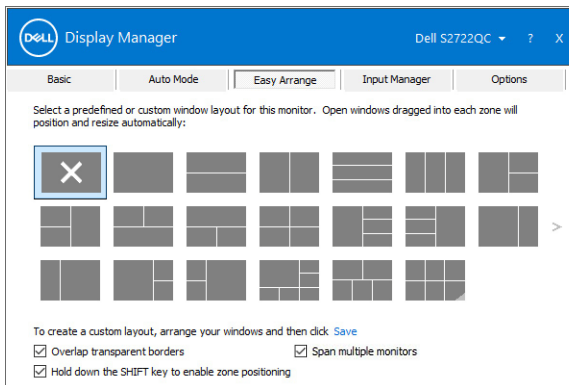 DELL Display Manager Dell S2722QC ? X
Basic Auto Mode Easy Arrange Input Manager Options
Select a predefined or custom window layout for this monitor. Open windows dragged into each zone will
position and resize automatically:
To create a custom layout, arrange your windows and then click Save
Overlap transparent borders Span multiple monitors
Hold down the SHIFT key to enable zone positioning